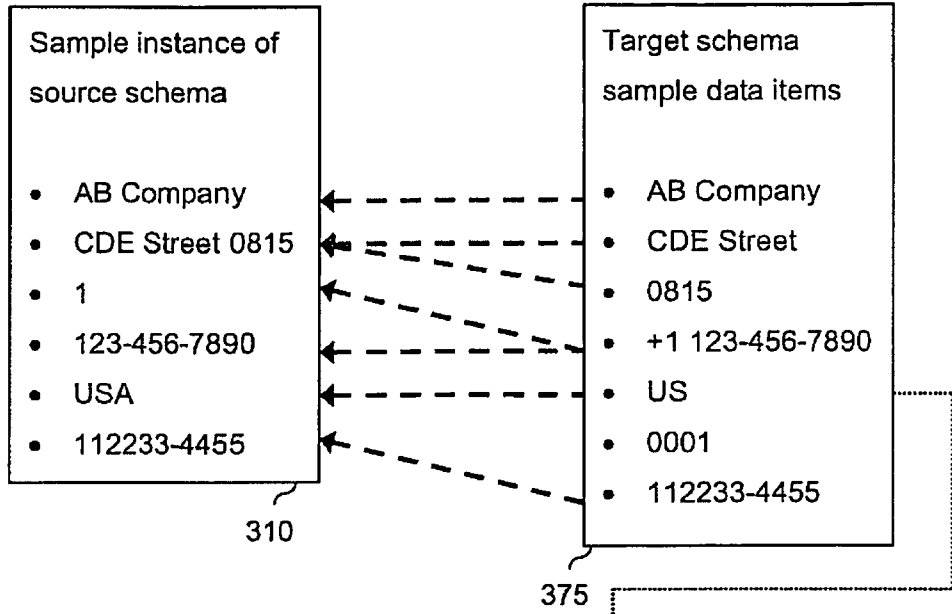 Sample instance of
source schema
• AB Company
• CDE Street 0815
• 1
• 123-456-7890
• USA
• 112233-4455
310
Target schema
sample data items
• AB Company
• CDE Street
• 0815
• +1 123-456-7890
• US
• 0001
• 112233-4455
375